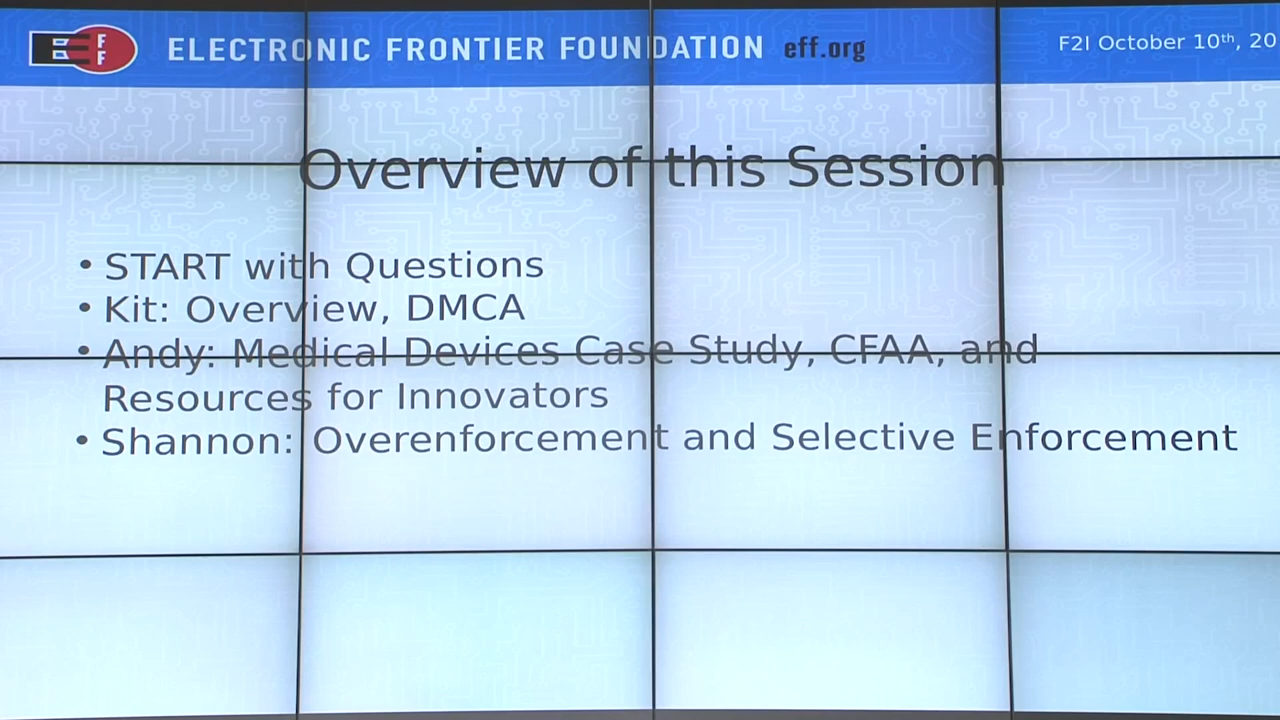 EFF
ELECTRONIC FRONTIER FOUNDATION eff.org
F2I October 10th, 20
Overview of this Session
• START with Questions
• Kit: Overview, DMCA
• Andy: Medical Devices Case Study, CFAA, and
Resources for Innovators
• Shannon: Overenforcement and Selective Enforcement